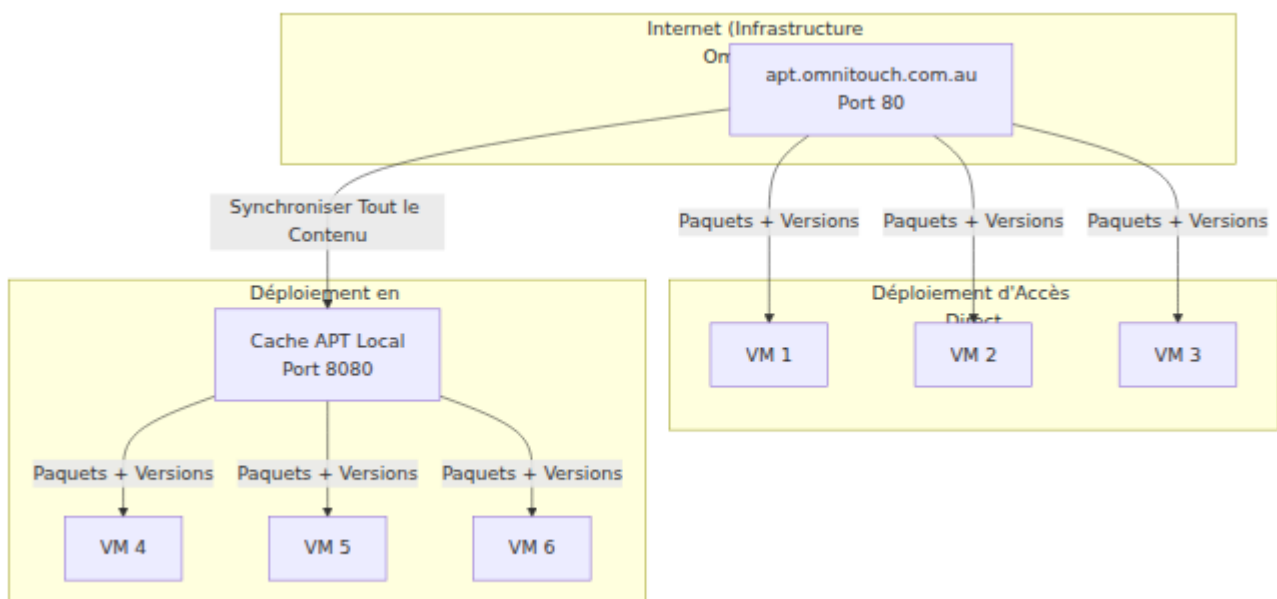 Internet (Infrastructure
apt.omnitouch.com.au
Port 80
Synchroniser Tout le
Contenu
Paquets + Versions
Paquets + Versions
Paquets + Versions
Déploiement en
Cache APT Local
Port 8080
Déploiement d'Accès
Direct
VM 1
VM 2
VM 3
Paquets + Versions
Paquets + Versions
Paquets + Versions
VM 4
VM 5
VM 6